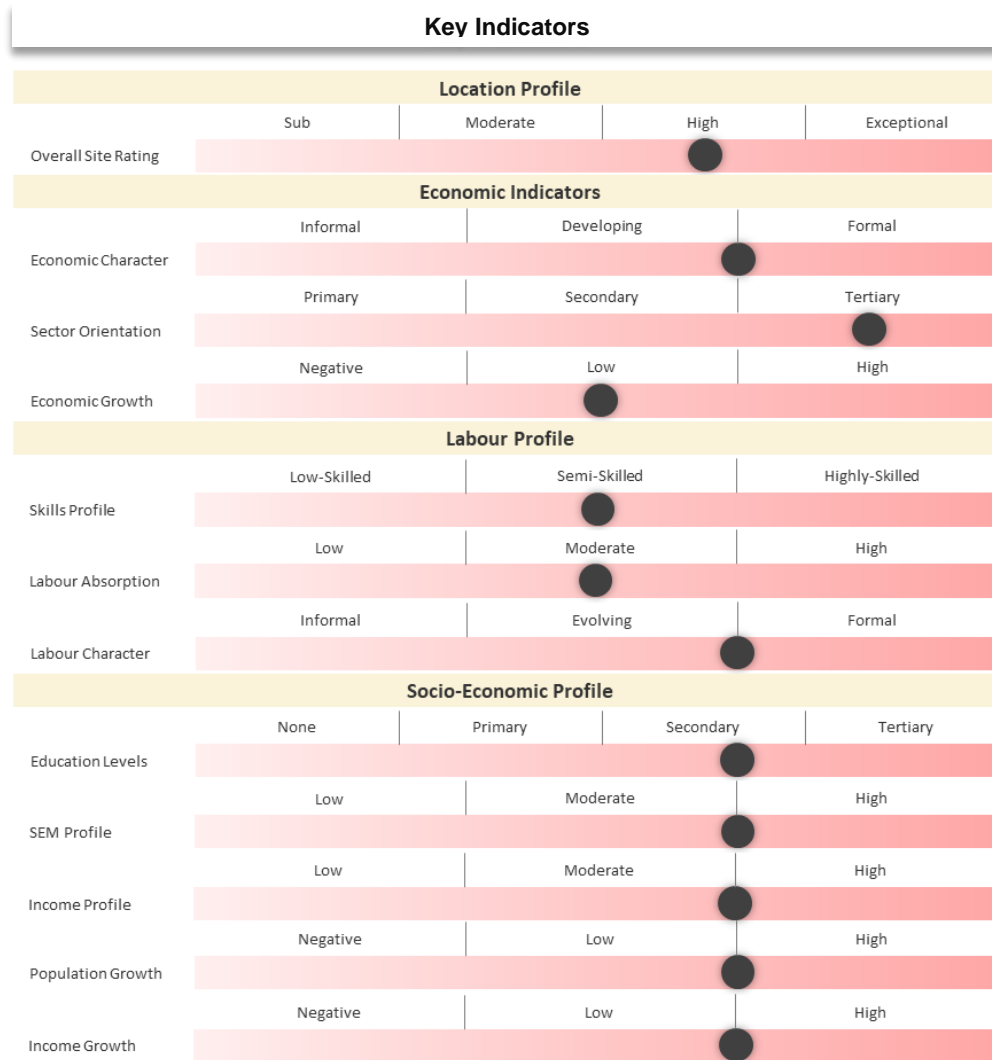 Key Indicators
Location Profile
Sub Moderate High Exceptional
Overall Site Rating
Economic Indicators
Informal Developing Formal
Economic Character
Primary Secondary Tertiary
Sector Orientation
Negative Low High
Economic Growth
Labour Profile
Low-Skilled Semi-Skilled Highly-Skilled
Skills Profile
Low Moderate High
Labour Absorption
Informal Evolving Formal
Labour Character
Socio-Economic Profile
None Primary Secondary Tertiary
Education Levels
Low Moderate High
SEM Profile
Low Moderate High
Income Profile
Negative Low High
Population Growth
Negative Low High
Income Growth